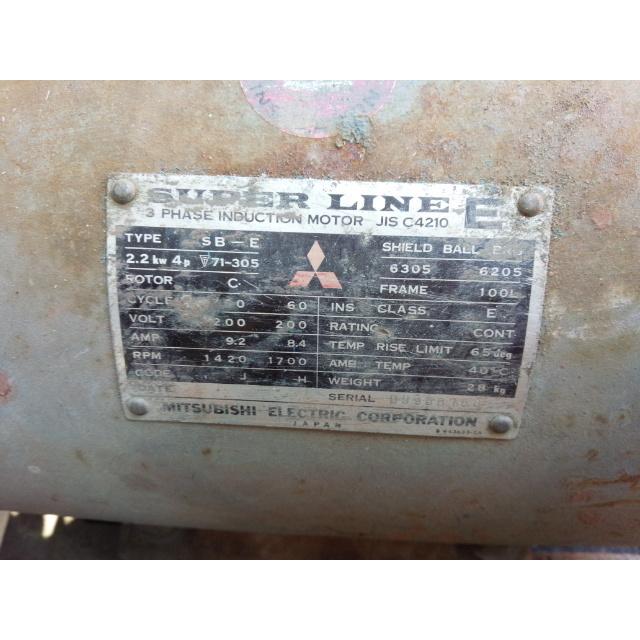 SUPER LINE E
3 PHASE INDUCTION MOTOR JIS C4210
TYPE SB-E
2.2 kw 4p 71-305
ROTOR C
SHIELD BALL
6305 6205
FRAME 100L
CYCLE 60
VOLT 200 200
AMP 9.2 8.4
RPM 1420 1700
CODE J H
DATE
INS CLASS E
RATING CONT.
TEMP RISE LIMIT 65deg
AMB TEMP 40°C
WEIGHT 28 kg
SERIAL
MITSUBISHI ELECTRIC CORPORATION
JAPAN